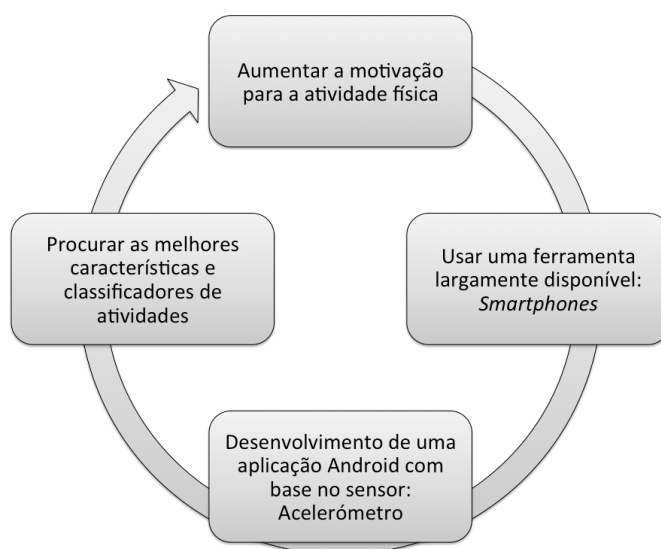 Aumentar a motivação
para a atividade física
Usar uma ferramenta
largamente disponível:
Smartphones
Desenvolvimento de uma
aplicação Android com
base no sensor:
Acelerómetro
Procurar as melhores
características e
classificadores de
atividades